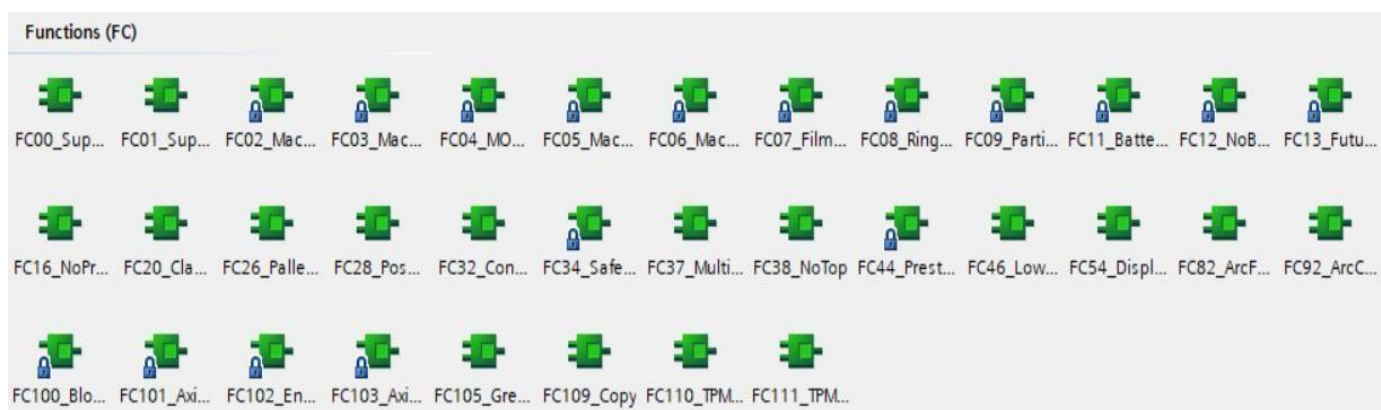 Functions (FC)
FC00_Sup... FC01_Sup... FC02_Mac... FC03_Mac... FC04_MO... FC05_Mac... FC06_Mac... FC07_Film... FC08_Ring... FC09_Parti... FC11_Batte... FC12_NoB... FC13_Futu...
FC16_NoPr... FC20_Cla... FC26_Palle... FC28_Pos... FC32_Con... FC34_Safe... FC37_Multi... FC38_NoTop FC44_Prest... FC46_Low... FC54_Displ... FC82_ArcF... FC92_ArcC...
FC100_Blo... FC101_Axi... FC102_En... FC103_Axi... FC105_Gre... FC109_Copy FC110_TPM... FC111_TPM...